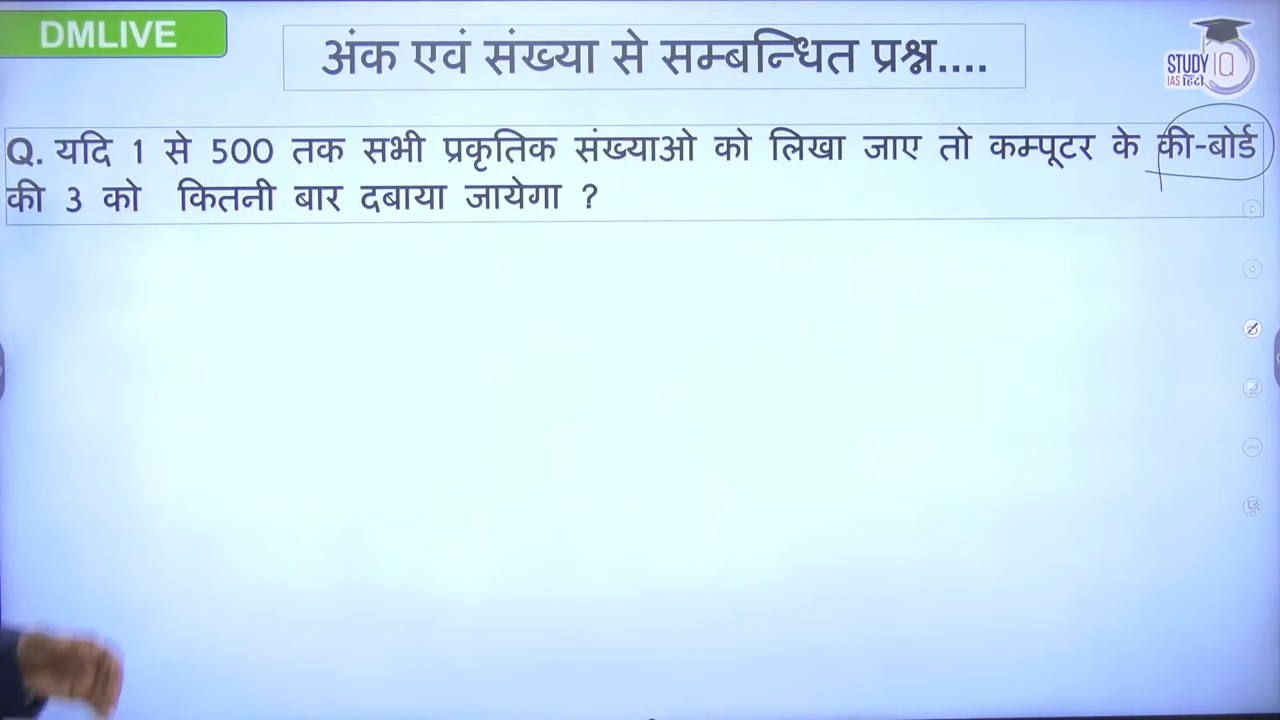 DMLIVE
अंक एवं संख्या से सम्बन्धित प्रश्न....
STUDY IQ
IAS हिंदी
Q. यदि 1 से 500 तक सभी प्रकृतिक संख्याओ को लिखा जाए तो कम्पूटर के की-बोर्ड
की 3 को कितनी बार दबाया जायेगा ?